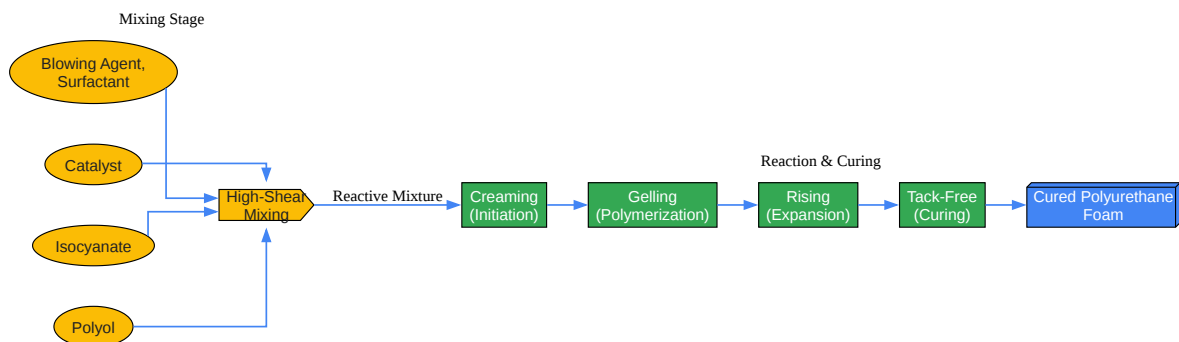 Mixing Stage
Blowing Agent,
Surfactant
Catalyst
Isocyanate
Polyol
High-Shear
Mixing
Reactive Mixture
Reaction & Curing
Creaming
(Initiation)
Gelling
(Polymerization)
Rising
(Expansion)
Tack-Free
(Curing)
Cured Polyurethane
Foam